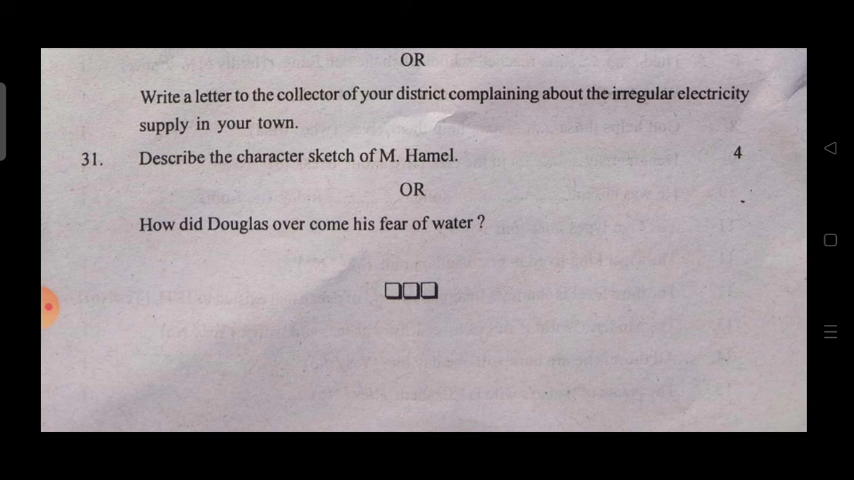 OR
Write a letter to the collector of your district complaining about the irregular electricity
supply in your town.
31. Describe the character sketch of M. Hamel. 4
OR
How did Douglas over come his fear of water ?